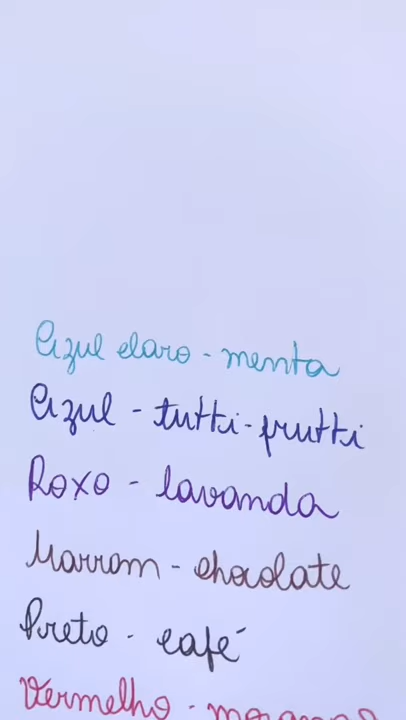 Azul claro - menta
Azul - tutti-frutti
Roxo - lavanda
Marrom - chocolate
Preto - café
Vermelho -